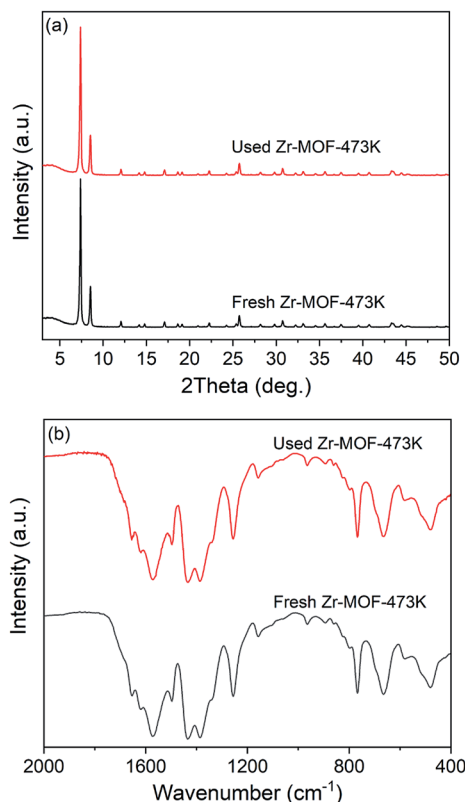 (a)
Used Zr-MOF-473K
Fresh Zr-MOF-473K
Intensity (a.u.)
5 10 15 20 25 30 35 40 45 50
2Theta (deg.)
(b)
Used Zr-MOF-473K
Fresh Zr-MOF-473K
Intensity (a.u.)
2000 1600 1200 800 400
Wavenumber (cm⁻¹)